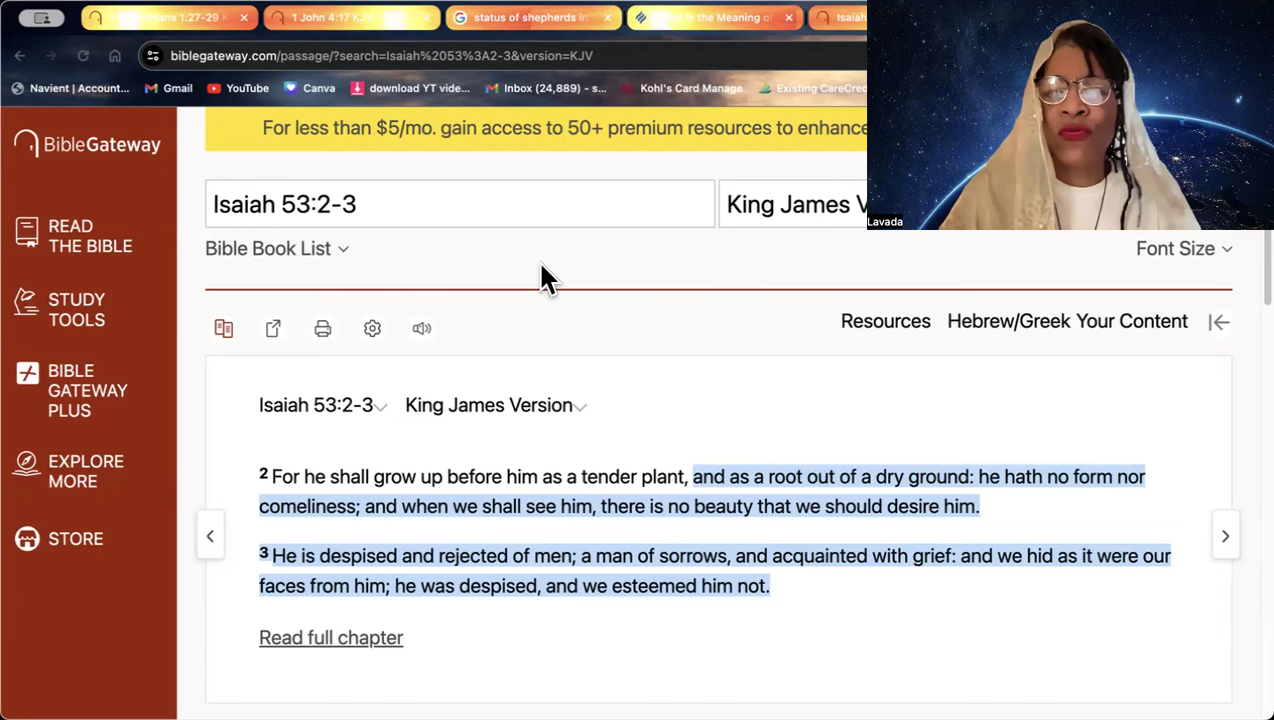 1:27-29
1 John 4:17 KJV
status of shepherds in
the Meaning o
Isaiah
biblegateway.com/passage/?search=Isaiah%2053%3A2-3&version=KJV
Navient | Account... Gmail YouTube Canva download YT vide... Inbox (24,889) - s... Kohl's Card Manage... Existing CareCre
BibleGateway
For less than $5/mo. gain access to 50+ premium resources to enhance
Isaiah 53:2-3
King James V
Lavada
Bible Book List
Font Size
READ
THE BIBLE
STUDY
TOOLS
BIBLE
GATEWAY
PLUS
EXPLORE
MORE
STORE
Resources Hebrew/Greek Your Content
Isaiah 53:2-3 King James Version
2 For he shall grow up before him as a tender plant, and as a root out of a dry ground: he hath no form nor
comeliness; and when we shall see him, there is no beauty that we should desire him.
3 He is despised and rejected of men; a man of sorrows, and acquainted with grief: and we hid as it were our
faces from him; he was despised, and we esteemed him not.
Read full chapter